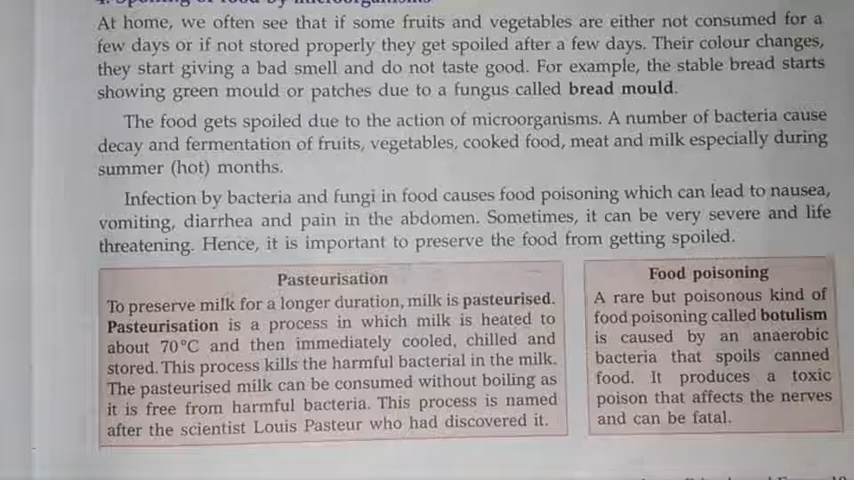 4. Spoiling of food by microorganisms
At home, we often see that if some fruits and vegetables are either not consumed for a
few days or if not stored properly they get spoiled after a few days. Their colour changes,
they start giving a bad smell and do not taste good. For example, the stable bread starts
showing green mould or patches due to a fungus called bread mould.
The food gets spoiled due to the action of microorganisms. A number of bacteria cause
decay and fermentation of fruits, vegetables, cooked food, meat and milk especially during
summer (hot) months.
Infection by bacteria and fungi in food causes food poisoning which can lead to nausea,
vomiting, diarrhea and pain in the abdomen. Sometimes, it can be very severe and life
threatening. Hence, it is important to preserve the food from getting spoiled.
Pasteurisation
To preserve milk for a longer duration, milk is pasteurised.
Pasteurisation is a process in which milk is heated to
about 70°C and then immediately cooled, chilled and
stored. This process kills the harmful bacterial in the milk.
The pasteurised milk can be consumed without boiling as
it is free from harmful bacteria. This process is named
after the scientist Louis Pasteur who had discovered it.
Food poisoning
A rare but poisonous kind of
food poisoning called botulism
is caused by an anaerobic
bacteria that spoils canned
food. It produces a toxic
poison that affects the nerves
and can be fatal.